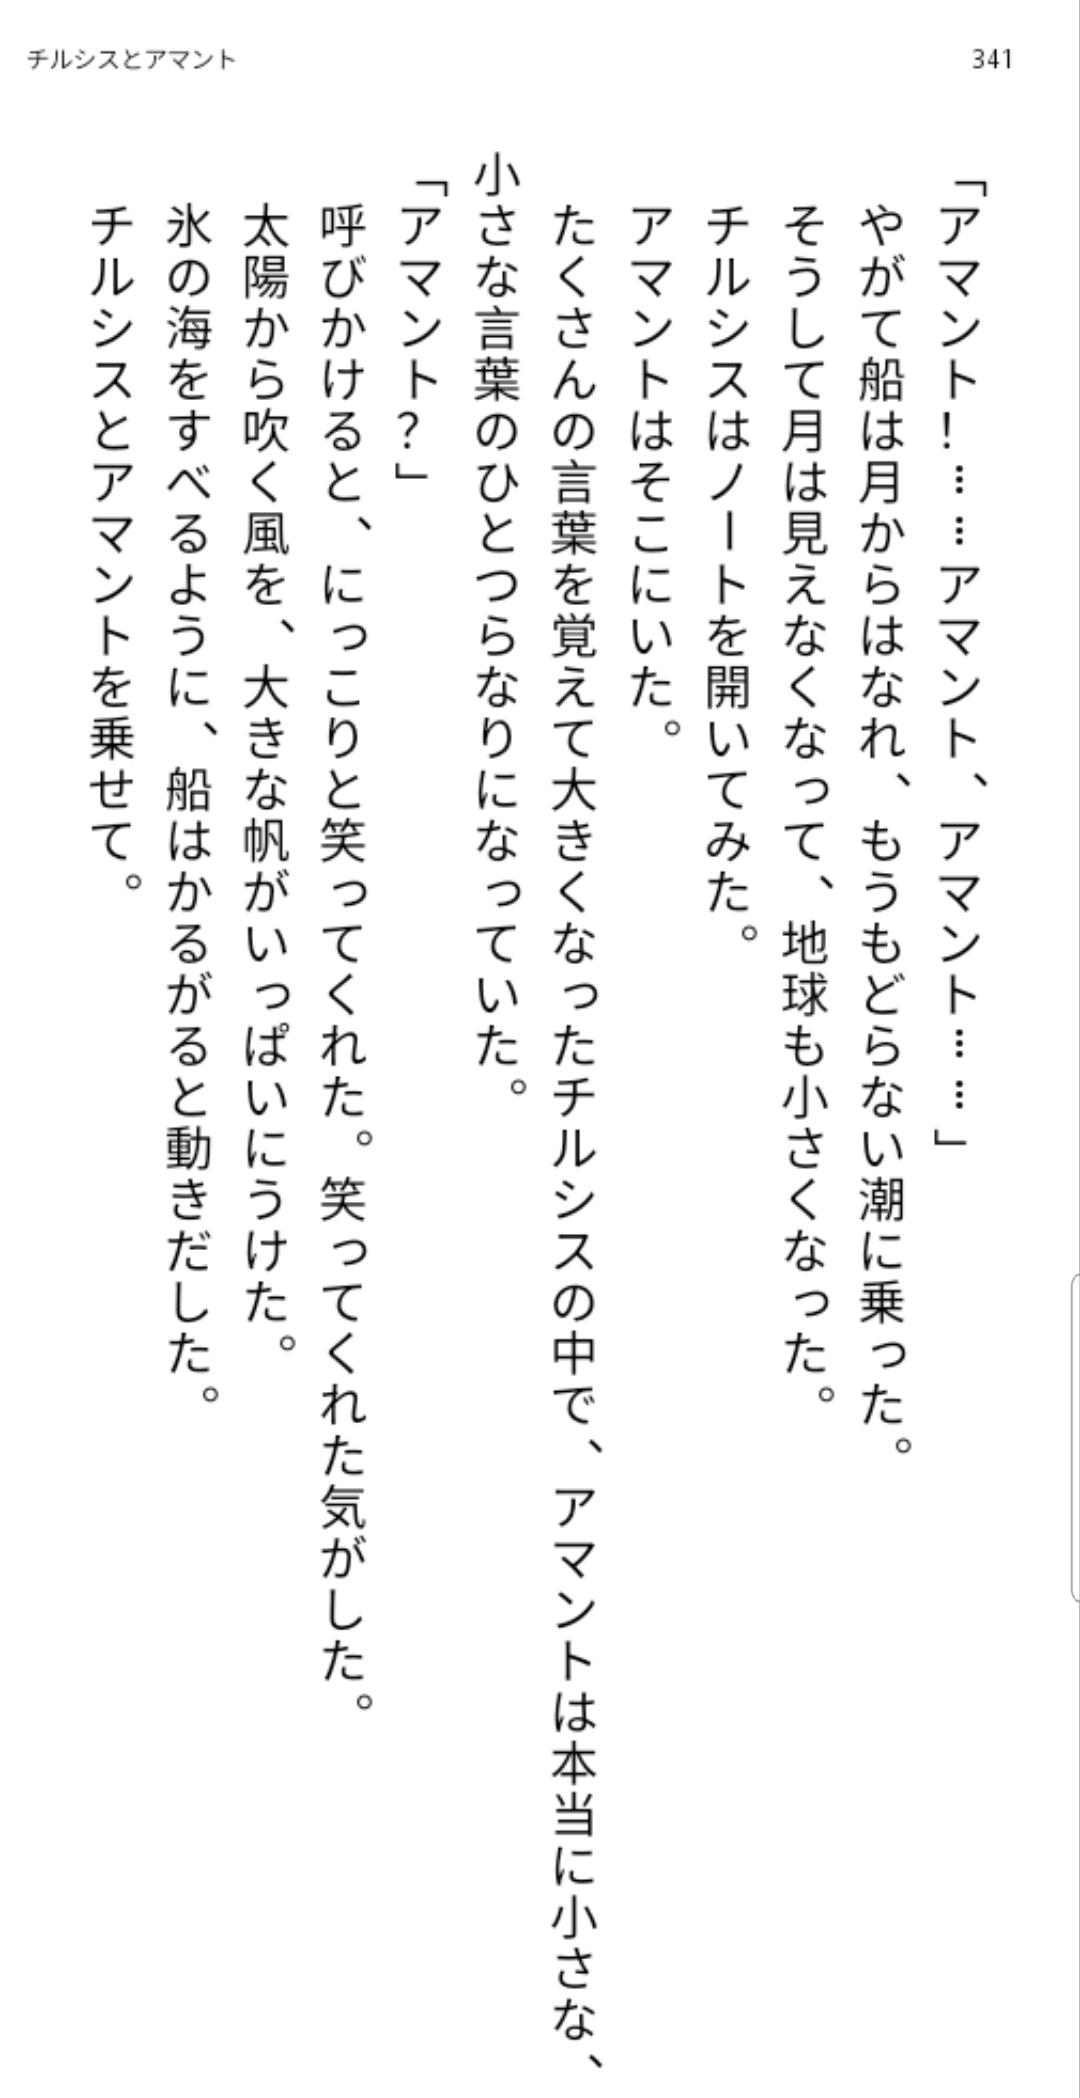 チルシスとアマント
341
「アマント！……アマント、アマント……」
やがて船は月からはなれ、もうもどらない潮に乗った。
そうして月は見えなくなって、地球も小さくなった。
チルシスはノートを開いてみた。
アマントはそこにいた。
たくさんの言葉を覚えて大きくなったチルシスの中で、アマントは本当に小さな、
小さな言葉のひとつらなりになっていた。
「アマント？」
呼びかけると、にっこりと笑ってくれた。笑ってくれた気がした。
太陽から吹く風を、大きな帆がいっぱいにうけた。
氷の海をすべるように、船はかるがると動きだした。
チルシスとアマントを乗せて。